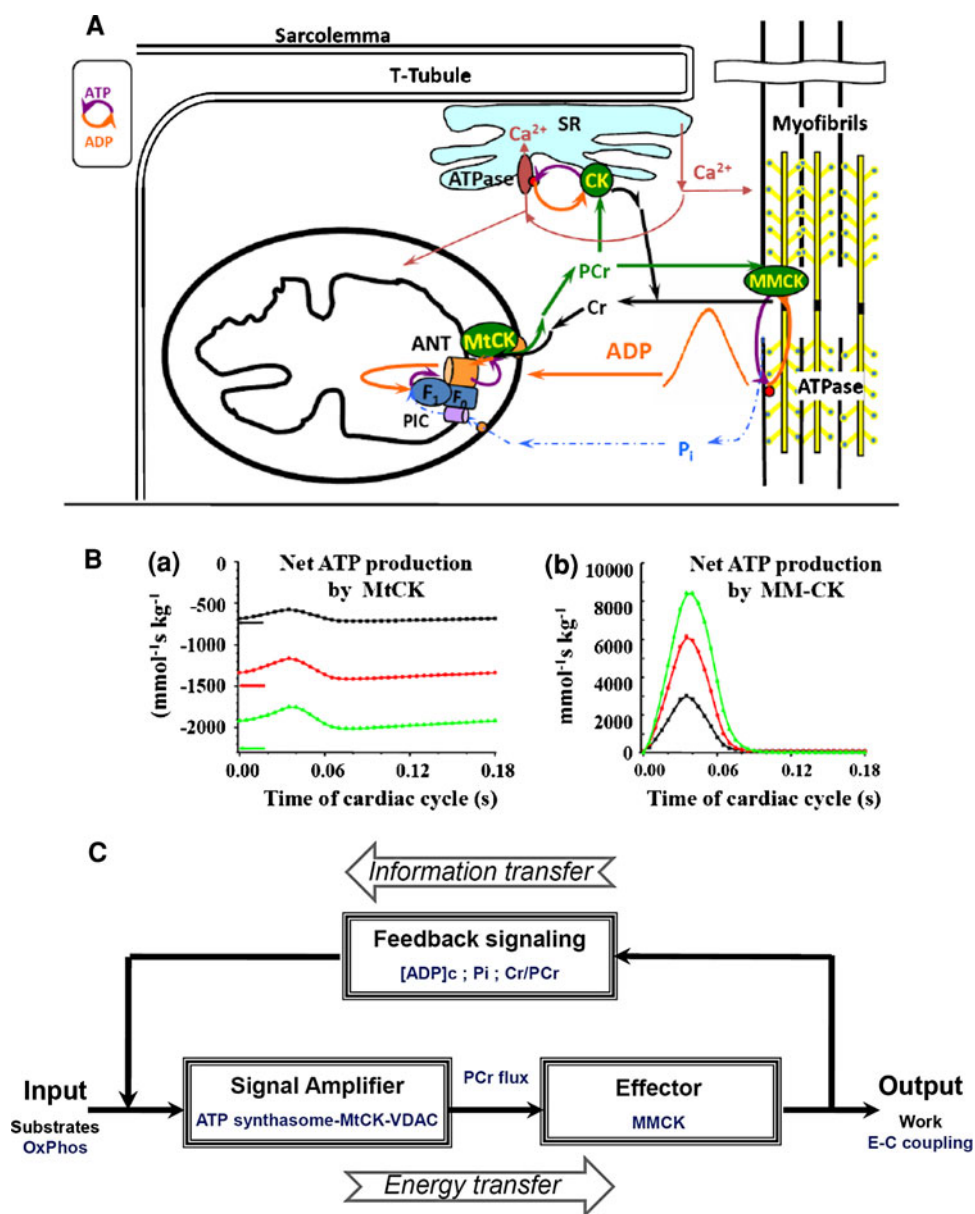 A
Sarcolemma
T-Tubule
ATP
ADP
SR
Ca²⁺
ATPase
CK
Ca²⁺
Myofibrils
PCr
MMCK
Cr
MtCK
ANT
ADP
F₁
F₀
PIC
ATPase
Pᵢ
B
(a)
Net ATP production
by MtCK
(mmol⁻¹s kg⁻¹)
0
-500
-1000
-1500
-2000
0.00
0.06
0.12
0.18
Time of cardiac cycle (s)
(b)
Net ATP production
by MM-CK
mmol⁻¹s kg⁻¹
10000
8000
6000
4000
2000
0
0.00
0.06
0.12
0.18
Time of cardiac cycle (s)
C
Information transfer
Feedback signaling
[ADP]c ; Pi ; Cr/PCr
Input
Substrates
OxPhos
Signal Amplifier
ATP synthasome-MtCK-VDAC
PCr flux
Effector
MMCK
Output
Work
E-C coupling
Energy transfer